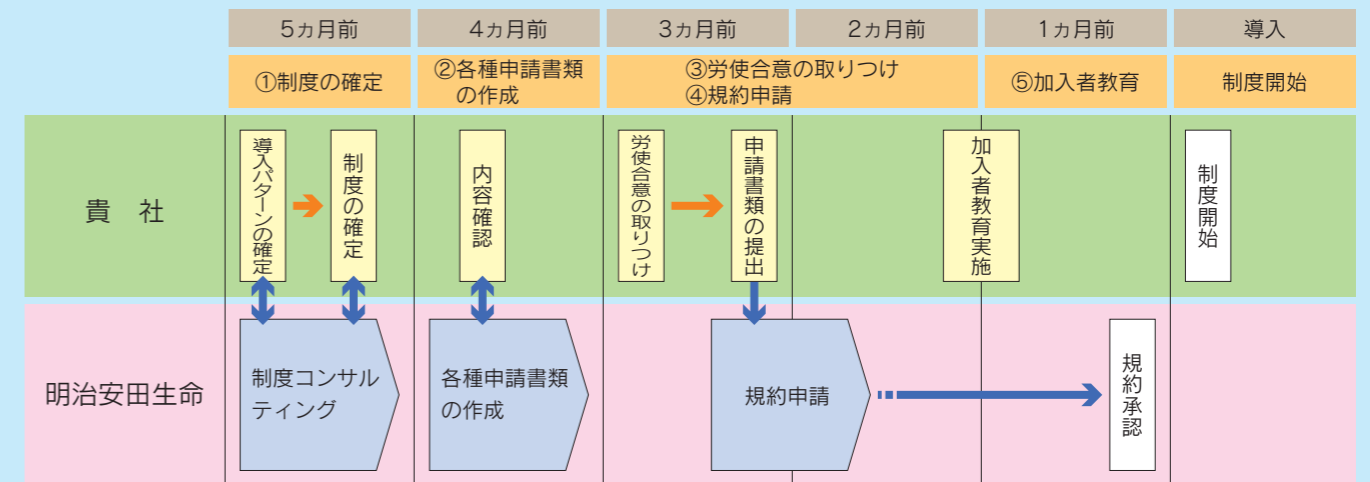 5カ月前
4カ月前
3カ月前
2カ月前
1カ月前
導入
①制度の確定
②各種申請書類
の作成
③労使合意の取りつけ
④規約申請
⑤加入者教育
制度開始
貴 社
導入パターンの確定
制度の確定
内容確認
労使合意の取りつけ
申請書類の提出
加入者教育実施
制度開始
明治安田生命
制度コンサル
ティング
各種申請書類
の作成
規約申請
規約承認